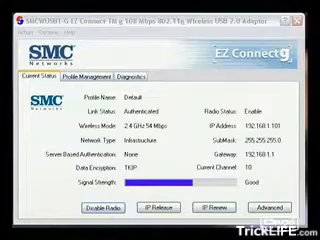 SMCWUSBT-G EZ Connect TM g 108 Mbps 802.11g Wireless USB 2.0 Adapter
Action Help
SMC
Networks
EZ Connect g
Current Status Profile Management Diagnostics
SMC
Networks
Profile Name Default
Link Status Authenticated Radio Status: Enable
Wireless Mode: 2.4 GHz 54 Mbps IP Address: 192.168.1.101
Network Type: Infrastructure SubMask: 255.255.255.0
Server Based Authentication: None Gateway: 192.168.1.1
Data Encryption: TKIP Current Channel: 10
Signal Strength: Good
Disable Radio IP Release IP Renew Advanced
TrickLIFE.com